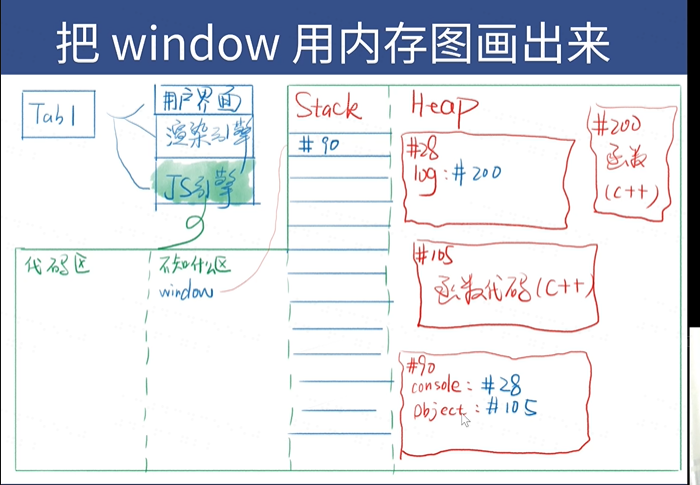 把 window 用内存图画出来
Tab1
用户界面
渲染引擎
JS引擎
Stack
#90
Heap
#28
log：#200
#200
函数
(C++)
代码区
不知什么区
window
#105
函数代码(C++)
#90
console：#28
Object：#105